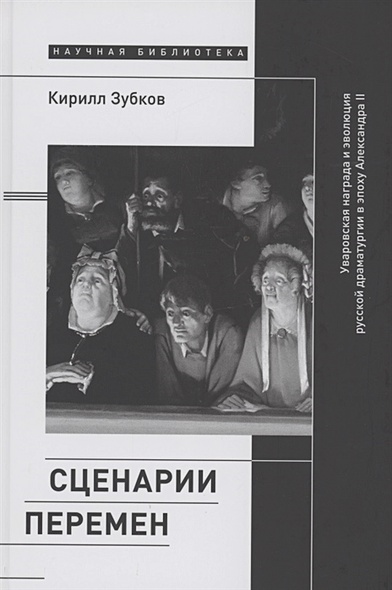 НАУЧНАЯ БИБЛИОТЕКА
Кирилл Зубков
Уваровская награда и эволюция
русской драматургии в эпоху Александра II
СЦЕНАРИИ
ПЕРЕМЕН